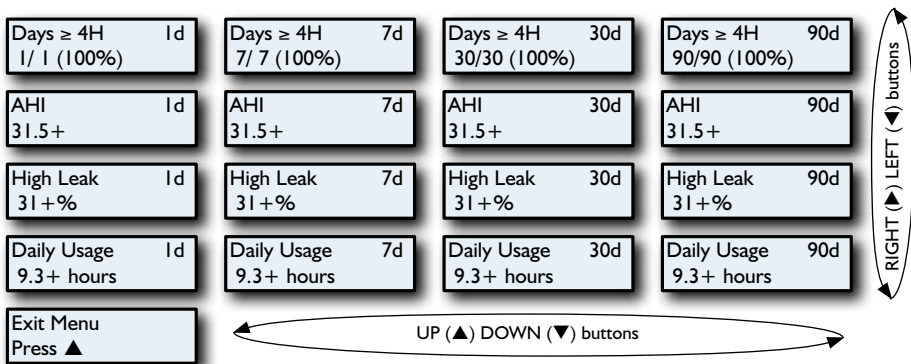 Days ≥ 4H 1d
1/ 1 (100%)
Days ≥ 4H 7d
7/ 7 (100%)
Days ≥ 4H 30d
30/30 (100%)
Days ≥ 4H 90d
90/90 (100%)
AHI 1d
31.5+
AHI 7d
31.5+
AHI 30d
31.5+
AHI 90d
31.5+
High Leak 1d
31+%
High Leak 7d
31+%
High Leak 30d
31+%
High Leak 90d
31+%
Daily Usage 1d
9.3+ hours
Daily Usage 7d
9.3+ hours
Daily Usage 30d
9.3+ hours
Daily Usage 90d
9.3+ hours
Exit Menu
Press ▲
UP (▲) DOWN (▼) buttons
RIGHT (▶) LEFT (◀) buttons